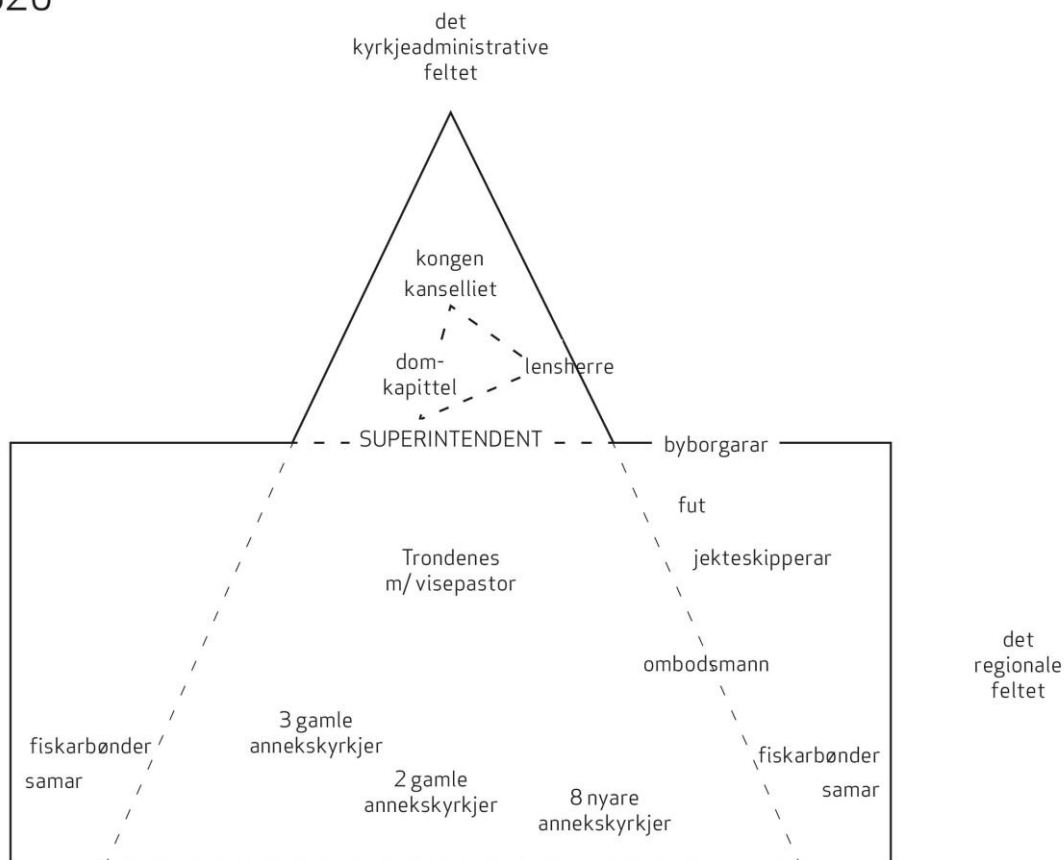 det
kyrkjeadministrative
feltet
kongen
kanselliet
dom-
kapittel
lensherre
SUPERINTENDENT
byborgarar
fut
Trondenes
m/ visepastor
jekteskipperar
det
regionale
feltet
ombodsmann
3 gamle
annekskyrkjer
fiskarbønder
samar
2 gamle
annekskyrkjer
8 nyare
annekskyrkjer
fiskarbønder
samar